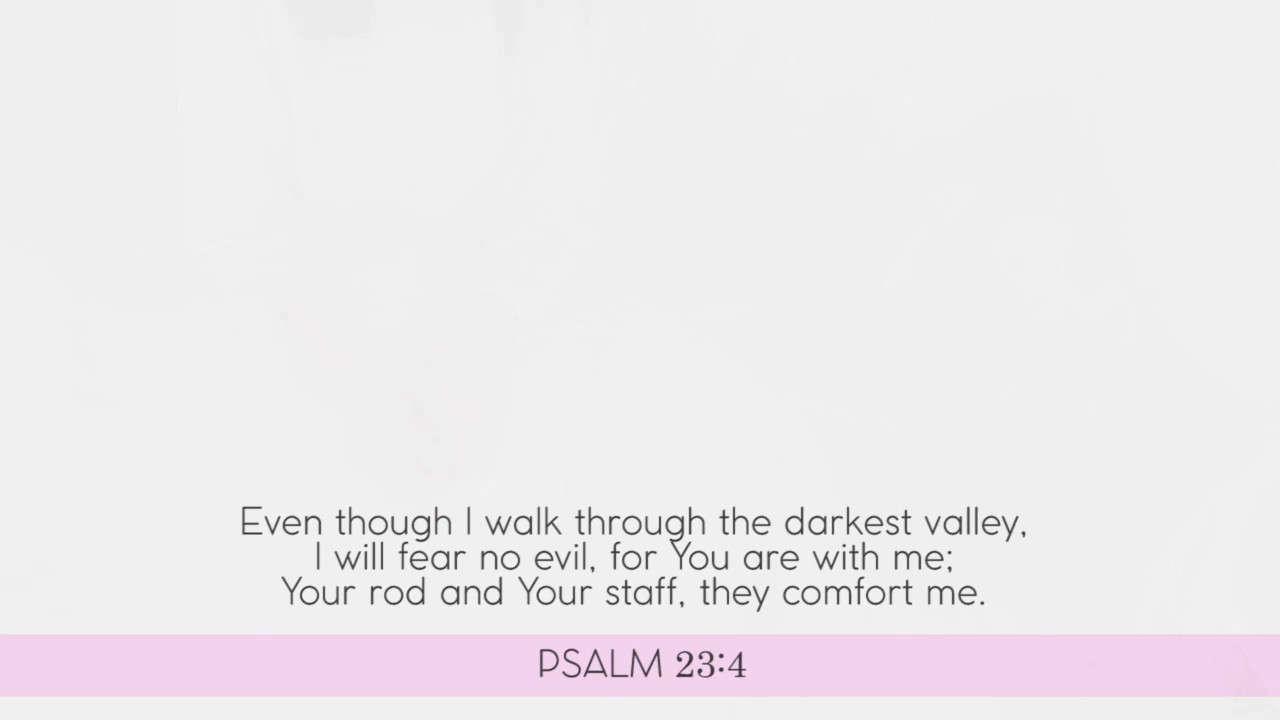 Even though I walk through the darkest valley,
I will fear no evil, for You are with me;
Your rod and Your staff, they comfort me.
PSALM 23:4